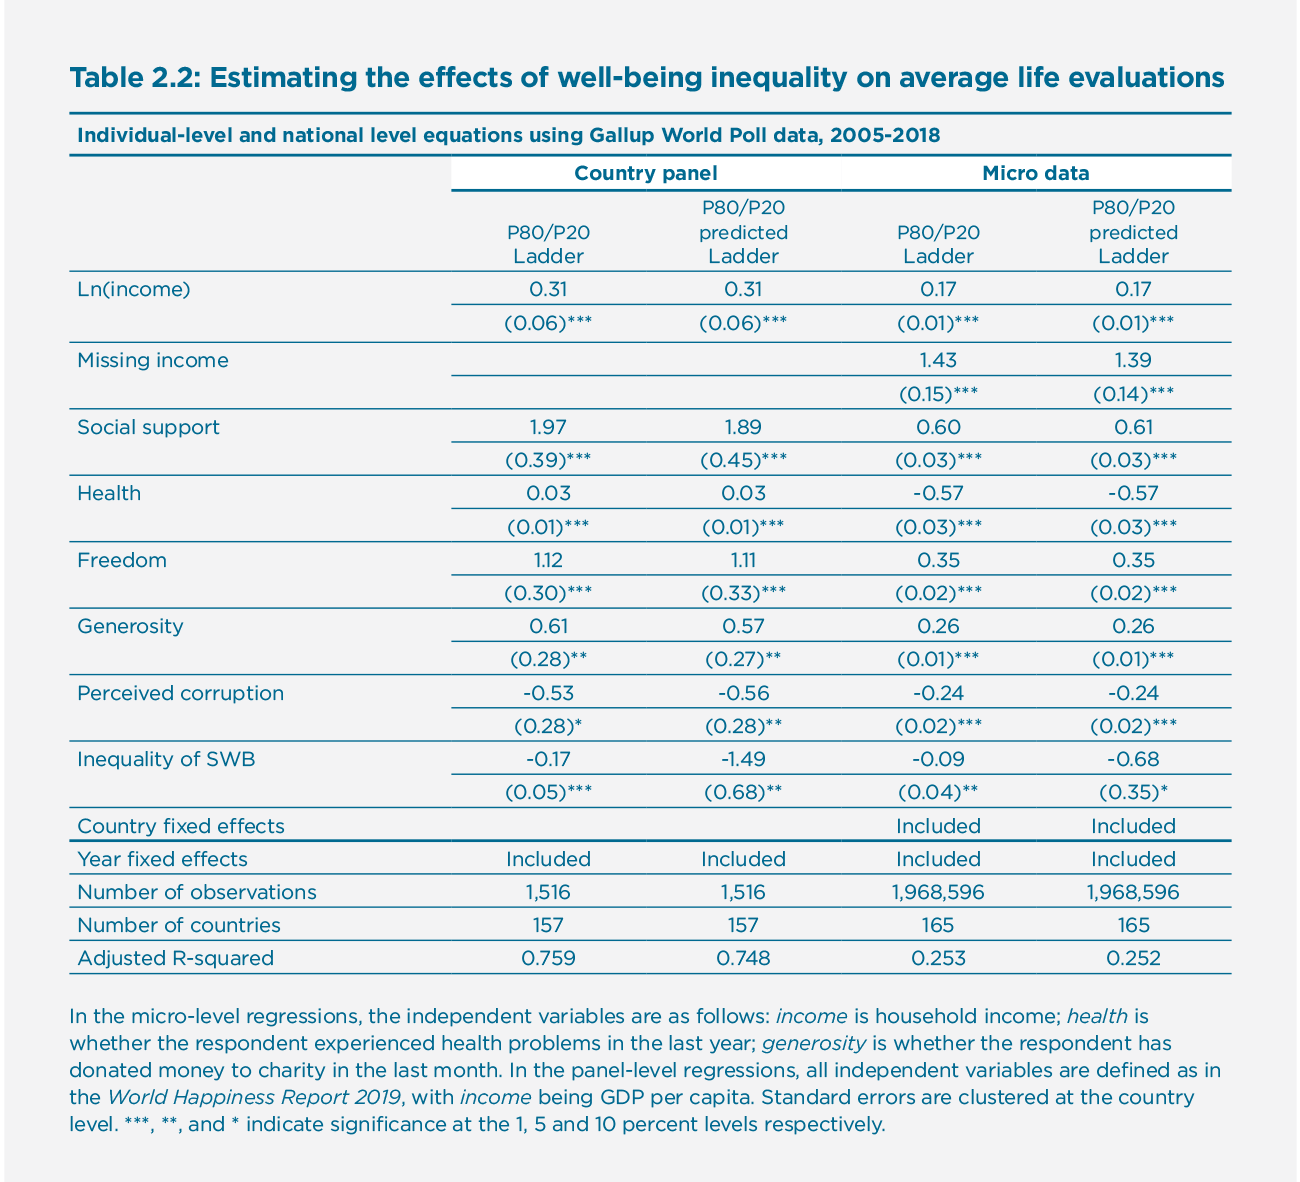 Table 2.2: Estimating the effects of well-being inequality on average life evaluations
Individual-level and national level equations using Gallup World Poll data, 2005-2018
Country panel Micro data
P80/P20 Ladder P80/P20 predicted Ladder P80/P20 Ladder P80/P20 predicted Ladder
Ln(income) 0.31 0.31 0.17 0.17
(0.06)*** (0.06)*** (0.01)*** (0.01)***
Missing income 1.43 1.39
(0.15)*** (0.14)***
Social support 1.97 1.89 0.60 0.61
(0.39)*** (0.45)*** (0.03)*** (0.03)***
Health 0.03 0.03 -0.57 -0.57
(0.01)*** (0.01)*** (0.03)*** (0.03)***
Freedom 1.12 1.11 0.35 0.35
(0.30)*** (0.33)*** (0.02)*** (0.02)***
Generosity 0.61 0.57 0.26 0.26
(0.28)** (0.27)** (0.01)*** (0.01)***
Perceived corruption -0.53 -0.56 -0.24 -0.24
(0.28)* (0.28)** (0.02)*** (0.02)***
Inequality of SWB -0.17 -1.49 -0.09 -0.68
(0.05)*** (0.68)** (0.04)** (0.35)*
Country fixed effects Included Included
Year fixed effects Included Included Included Included
Number of observations 1,516 1,516 1,968,596 1,968,596
Number of countries 157 157 165 165
Adjusted R-squared 0.759 0.748 0.253 0.252
In the micro-level regressions, the independent variables are as follows: income is household income; health is
whether the respondent experienced health problems in the last year; generosity is whether the respondent has
donated money to charity in the last month. In the panel-level regressions, all independent variables are defined as in
the World Happiness Report 2019, with income being GDP per capita. Standard errors are clustered at the country
level. ***, **, and * indicate significance at the 1, 5 and 10 percent levels respectively.